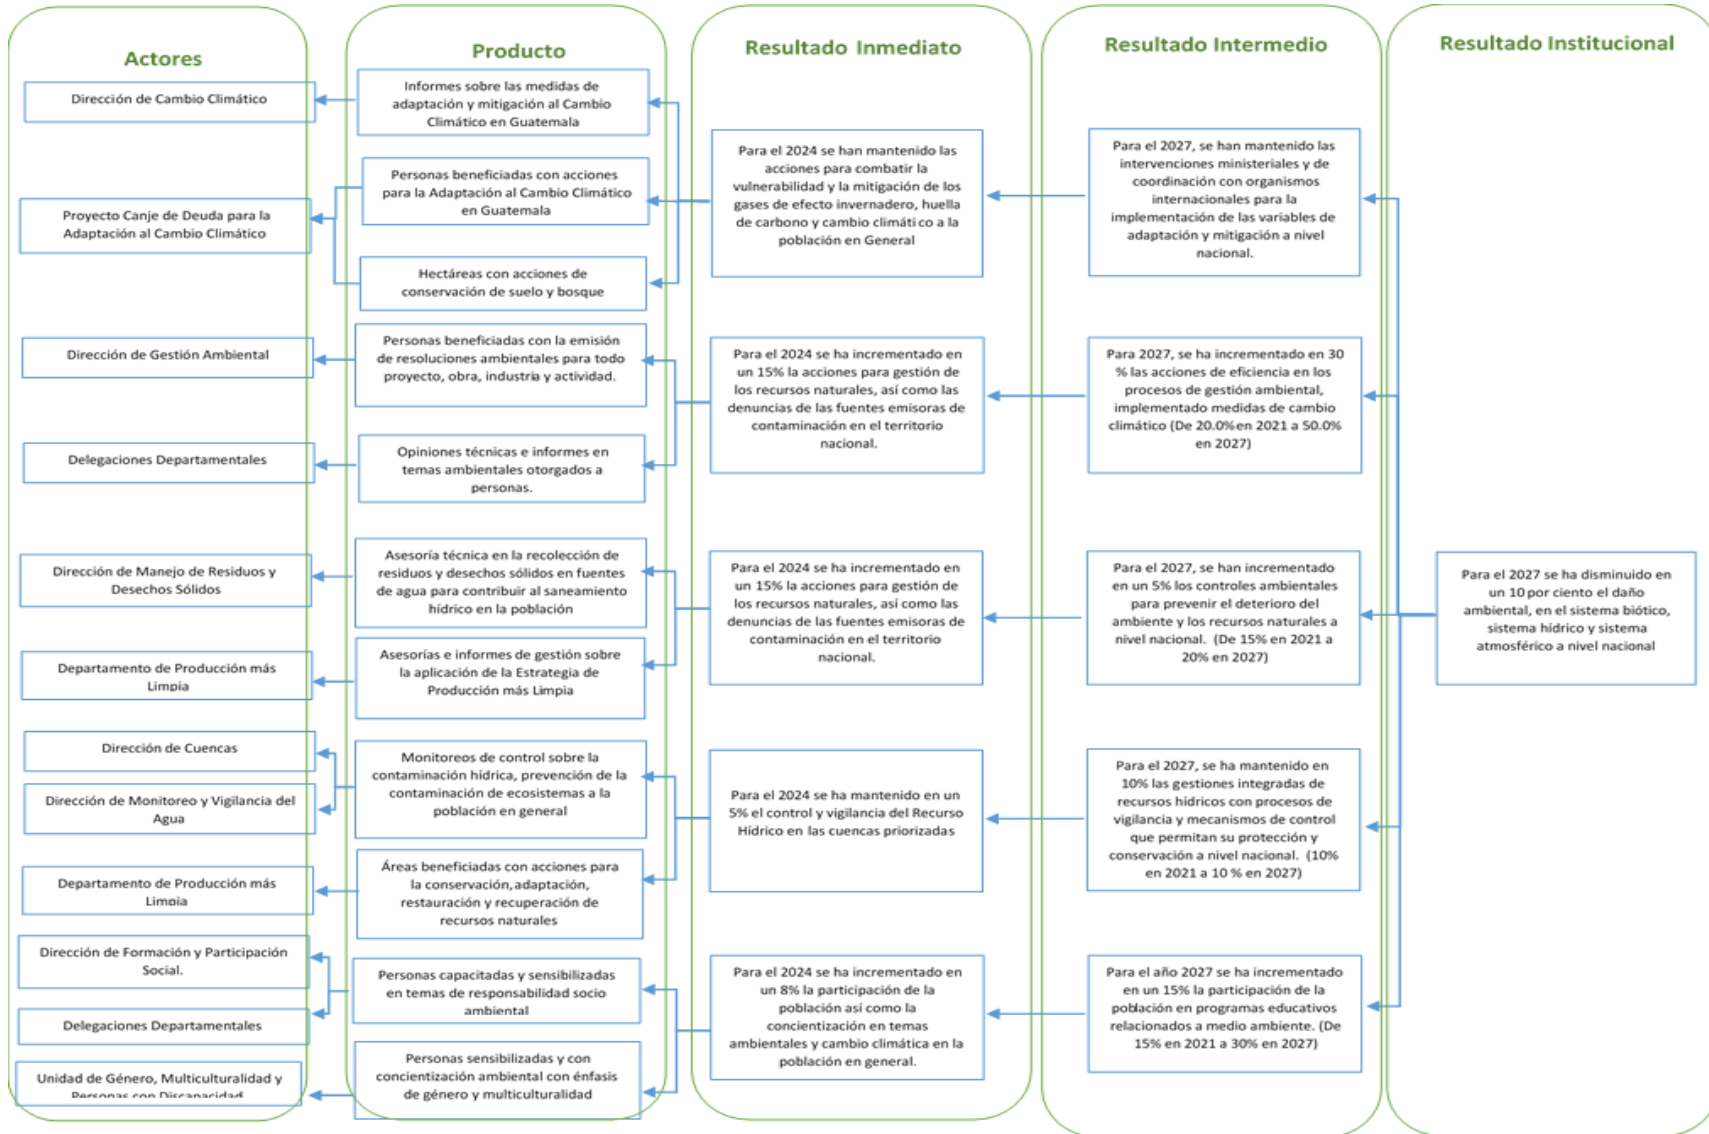 Actores
Dirección de Cambio Climático
Proyecto Canje de Deuda para la
Adaptación al Cambio Climático
Dirección de Gestión Ambiental
Delegaciones Departamentales
Dirección de Manejo de Residuos y
Desechos Sólidos
Departamento de Producción más
Limpia
Dirección de Cuencas
Dirección de Monitoreo y Vigilancia del
Agua
Departamento de Producción más
Limpia
Dirección de Formación y Participación
Social.
Delegaciones Departamentales
Unidad de Género, Multiculturalidad y
Personas con Discapacidad
Producto
Informes sobre las medidas de
adaptación y mitigación al Cambio
Climático en Guatemala
Personas beneficiadas con acciones
para la Adaptación al Cambio Climático
en Guatemala
Hectáreas con acciones de
conservación de suelo y bosque
Personas beneficiadas con la emisión
de resoluciones ambientales para todo
proyecto, obra, industria y actividad.
Opiniones técnicas e informes en
temas ambientales otorgados a
personas.
Asesoría técnica en la recolección de
residuos y desechos sólidos en fuentes
de agua para contribuir al saneamiento
hídrico en la población
Asesorías e informes de gestión sobre
la aplicación de la Estrategia de
Producción más Limpia
Monitoreos de control sobre la
contaminación hídrica, prevención de la
contaminación de ecosistemas a la
población en general
Áreas beneficiadas con acciones para
la conservación, adaptación,
restauración y recuperación de
recursos naturales
Personas capacitadas y sensibilizadas
en temas de responsabilidad socio
ambiental
Personas sensibilizadas y con
concientización ambiental con énfasis
de género y multiculturalidad
Resultado Inmediato
Para el 2024 se han mantenido las
acciones para combatir la
vulnerabilidad y la mitigación de los
gases de efecto invernadero, huella
de carbono y cambio climático a la
población en General
Para el 2024 se ha incrementado en
un 15% la acciones para gestión de
los recursos naturales, así como las
denuncias de las fuentes emisoras de
contaminación en el territorio
nacional.
Para el 2024 se ha incrementado en
un 15% la acciones para gestión de
los recursos naturales, así como las
denuncias de las fuentes emisoras de
contaminación en el territorio
nacional.
Para el 2024 se ha mantenido en un
5% el control y vigilancia del Recurso
Hídrico en las cuencas priorizadas
Para el 2024 se ha incrementado en
un 8% la participación de la
población así como la
concientización en temas
ambientales y cambio climática en la
población en general.
Resultado Intermedio
Para el 2027, se han mantenido las
intervenciones ministeriales y de
coordinación con organismos
internacionales para la
implementación de las variables de
adaptación y mitigación a nivel
nacional.
Para 2027, se ha incrementado en 30
% las acciones de eficiencia en los
procesos de gestión ambiental,
implementado medidas de cambio
climático (De 20.0% en 2021 a 50.0%
en 2027)
Para el 2027, se han incrementado
en un 5% los controles ambientales
para prevenir el deterioro del
ambiente y los recursos naturales a
nivel nacional. (De 15% en 2021 a
20% en 2027)
Para el 2027, se ha mantenido en
10% las gestiones integradas de
recursos hídricos con procesos de
vigilancia y mecanismos de control
que permitan su protección y
conservación a nivel nacional. (10%
en 2021 a 10 % en 2027)
Para el año 2027 se ha incrementado
en un 15% la participación de la
población en programas educativos
relacionados a medio ambiente. (De
15% en 2021 a 30% en 2027)
Resultado Institucional
Para el 2027 se ha disminuido en
un 10 por ciento el daño
ambiental, en el sistema biótico,
sistema hídrico y sistema
atmosférico a nivel nacional